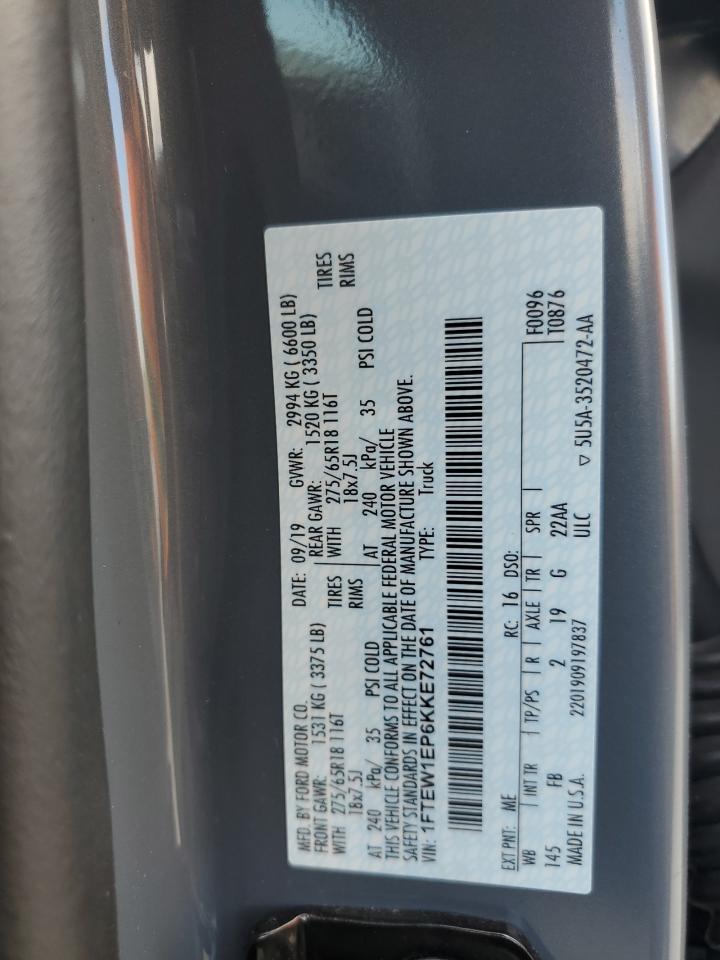 MFD. BY FORD MOTOR CO. DATE: 09/19 GVWR: 2994 KG ( 6600 LB)
FRONT GAWR: 1531 KG ( 3375 LB) REAR GAWR: 1520 KG ( 3350 LB)
WITH 275/65R18 116T TIRES WITH 275/65R18 116T TIRES
18x7.5J RIMS 18x7.5J RIMS
AT 240 kPa/ 35 PSI COLD AT 240 kPa/ 35 PSI COLD
THIS VEHICLE CONFORMS TO ALL APPLICABLE FEDERAL MOTOR VEHICLE
SAFETY STANDARDS IN EFFECT ON THE DATE OF MANUFACTURE SHOWN ABOVE.
VIN: 1FTEW1EP6KKE72761 TYPE: Truck
EXT PNT: ME RC: 16 DSO: F0096
WB INT TR TP/PS R AXLE TR SPR T0876
145 FB 2 19 G 22AA
MADE IN U.S.A. 2201909197837 ULC ▽ 5U5A-3520472-AA